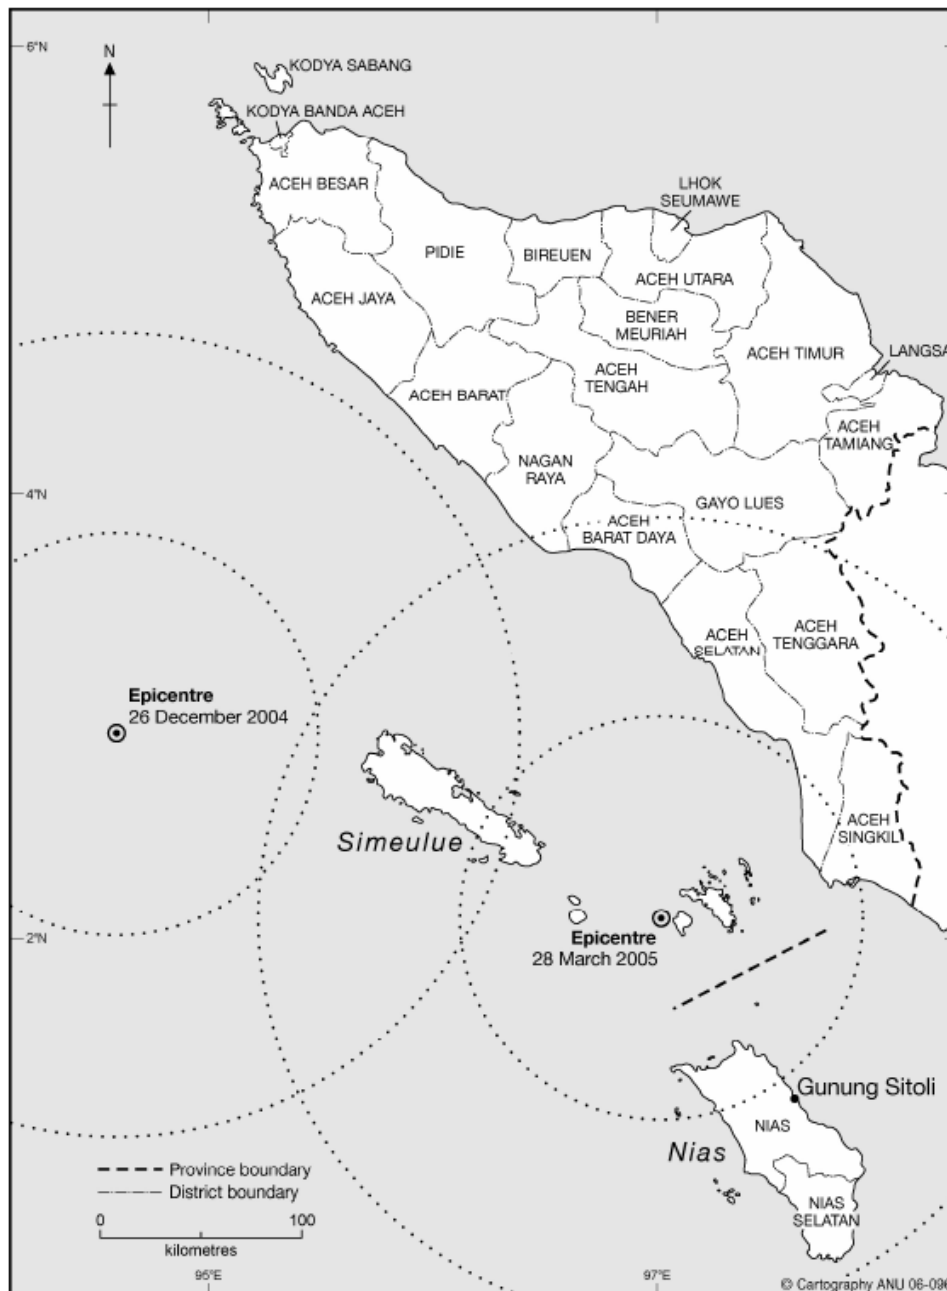 6°N
N
KODYA SABANG
KODYA BANDA ACEH
ACEH BESAR
LHOK
SEUMAWE
PIDIE
BIREUEN
ACEH UTARA
ACEH JAYA
BENER
MEURIAH
ACEH TIMUR
LANGSA
ACEH
TENGAH
ACEH BARAT
ACEH
TAMIANG
NAGAN
RAYA
4°N
GAYO LUES
ACEH
BARAT DAYA
ACEH
SELATAN
ACEH
TENGGARA
Epicentre
26 December 2004
Simeulue
ACEH
SINGKIL
2°N
Epicentre
28 March 2005
Gunung Sitoli
NIAS
Nias
NIAS
SELATAN
Province boundary
District boundary
0 100
kilometres
95°E
97°E
© Cartography ANU 06-096